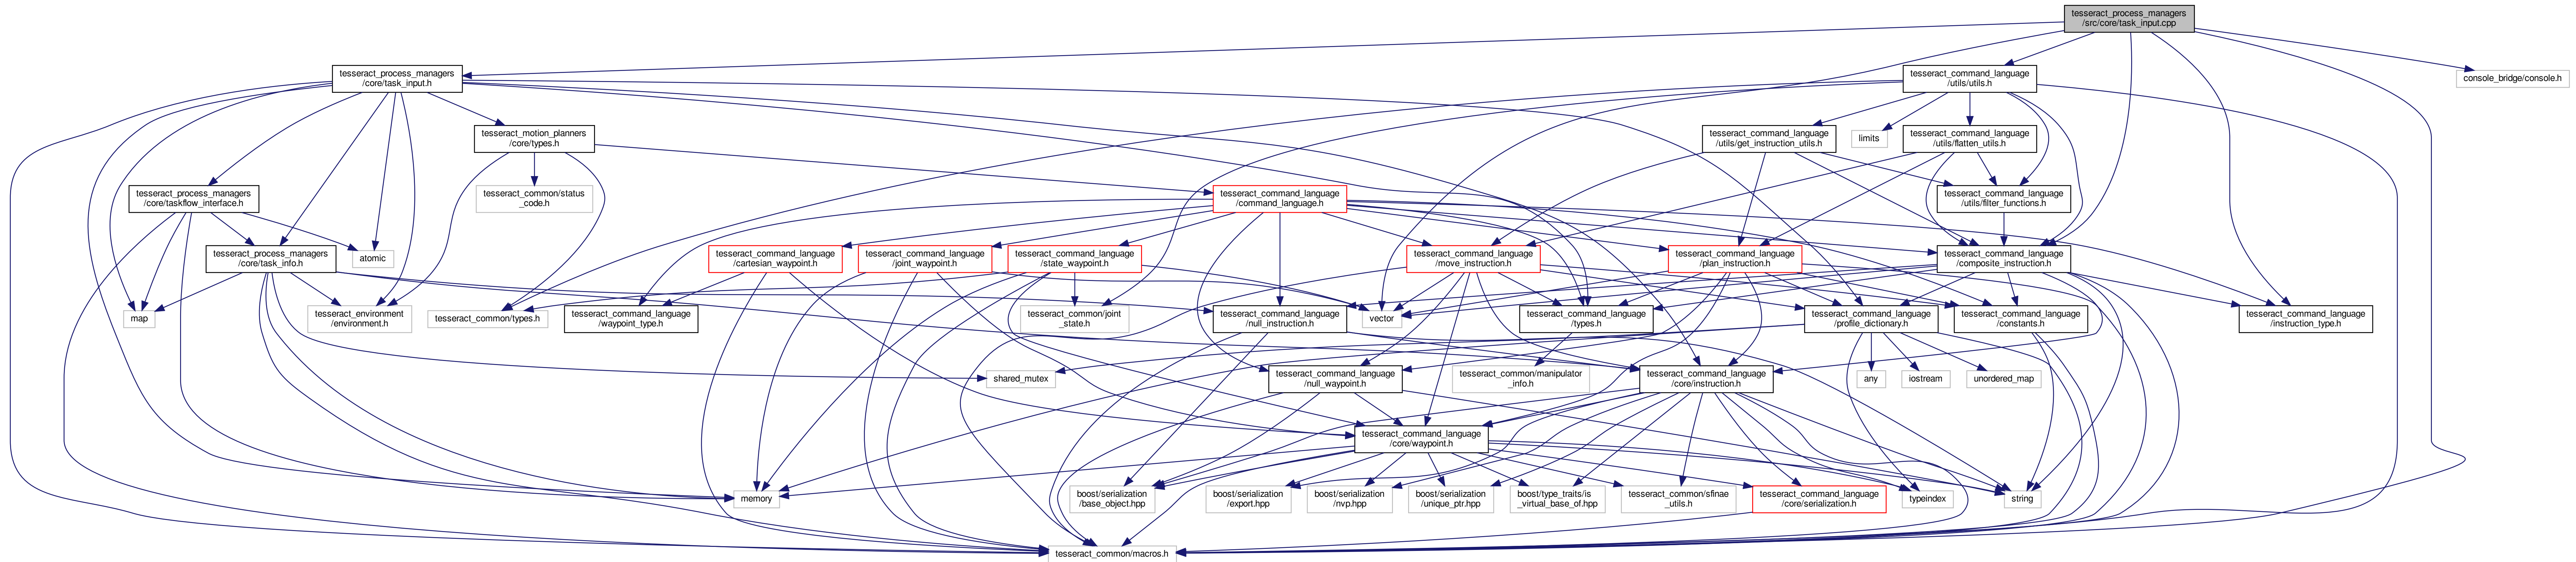 tesseract_process_managers
/src/core/task_input.cpp
tesseract_process_managers
/core/task_input.h
tesseract_command_language
/utils/utils.h
console_bridge/console.h
tesseract_motion_planners
/core/types.h
tesseract_command_language
/utils/get_instruction_utils.h
limits
tesseract_command_language
/utils/flatten_utils.h
tesseract_process_managers
/core/taskflow_interface.h
tesseract_common/status
_code.h
tesseract_command_language
/command_language.h
tesseract_command_language
/utils/filter_functions.h
tesseract_process_managers
/core/task_info.h
atomic
tesseract_command_language
/cartesian_waypoint.h
tesseract_command_language
/joint_waypoint.h
tesseract_command_language
/state_waypoint.h
tesseract_command_language
/move_instruction.h
tesseract_command_language
/plan_instruction.h
tesseract_command_language
/composite_instruction.h
map
tesseract_environment
/environment.h
tesseract_common/types.h
tesseract_command_language
/waypoint_type.h
tesseract_common/joint
_state.h
tesseract_command_language
/null_instruction.h
vector
tesseract_command_language
/types.h
tesseract_command_language
/profile_dictionary.h
tesseract_command_language
/constants.h
tesseract_command_language
/instruction_type.h
shared_mutex
tesseract_command_language
/null_waypoint.h
tesseract_common/manipulator
_info.h
tesseract_command_language
/core/instruction.h
any
iostream
unordered_map
tesseract_command_language
/core/waypoint.h
memory
boost/serialization
/base_object.hpp
boost/serialization
/export.hpp
boost/serialization
/nvp.hpp
boost/serialization
/unique_ptr.hpp
boost/type_traits/is
_virtual_base_of.hpp
tesseract_common/sfinae
_utils.h
tesseract_command_language
/core/serialization.h
typeindex
string
tesseract_common/macros.h